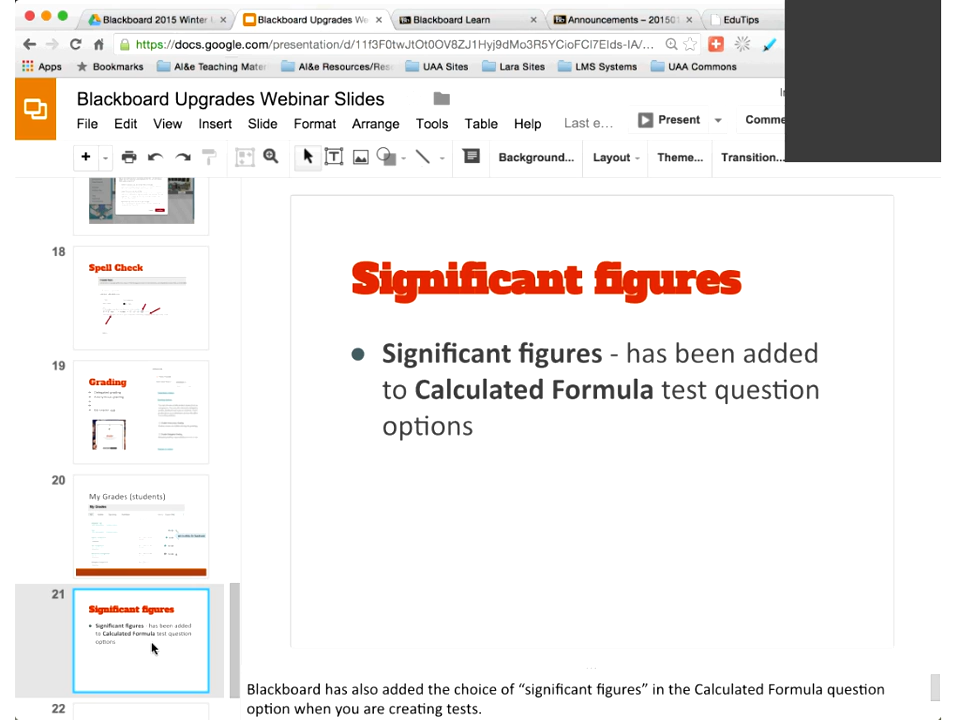 Blackboard 2015 Winter
Blackboard Upgrades We
Blackboard Learn
Announcements – 20150
EduTips
https://docs.google.com/presentation/d/11f3F0twJtOt0OV8ZJ1Hyj9dMo3R5YCioFCl7Elds-IA/...
Apps
Bookmarks
AI&e Teaching Mater
AI&e Resources/Res
UAA Sites
Lara Sites
LMS Systems
UAA Commons
Blackboard Upgrades Webinar Slides
File Edit View Insert Slide Format Arrange Tools Table Help Last e...
Present
Comme
Background...
Layout
Theme...
Transition...
18
Spell Check
19
Grading
20
My Grades (students)
My Grades
21
Significant figures
Significant figures - has been added
to Calculated Formula test question
options
22
Significant figures
Significant figures - has been added
to Calculated Formula test question
options
Blackboard has also added the choice of “significant figures” in the Calculated Formula question
option when you are creating tests.